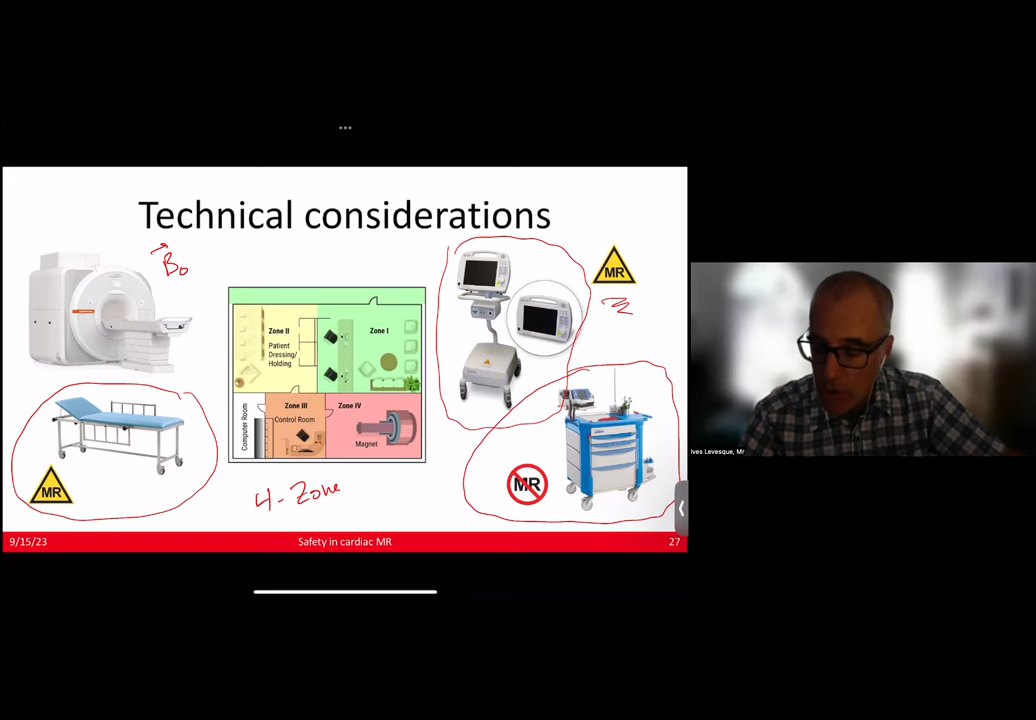 Technical considerations
B₀
MR
Zone II
Zone I
Patient
Dressing/
Holding
Computer Room
Zone III
Control Room
Zone IV
Magnet
MR
MR
4-Zone
Ives Levesque, Mr
9/15/23
Safety in cardiac MR
27